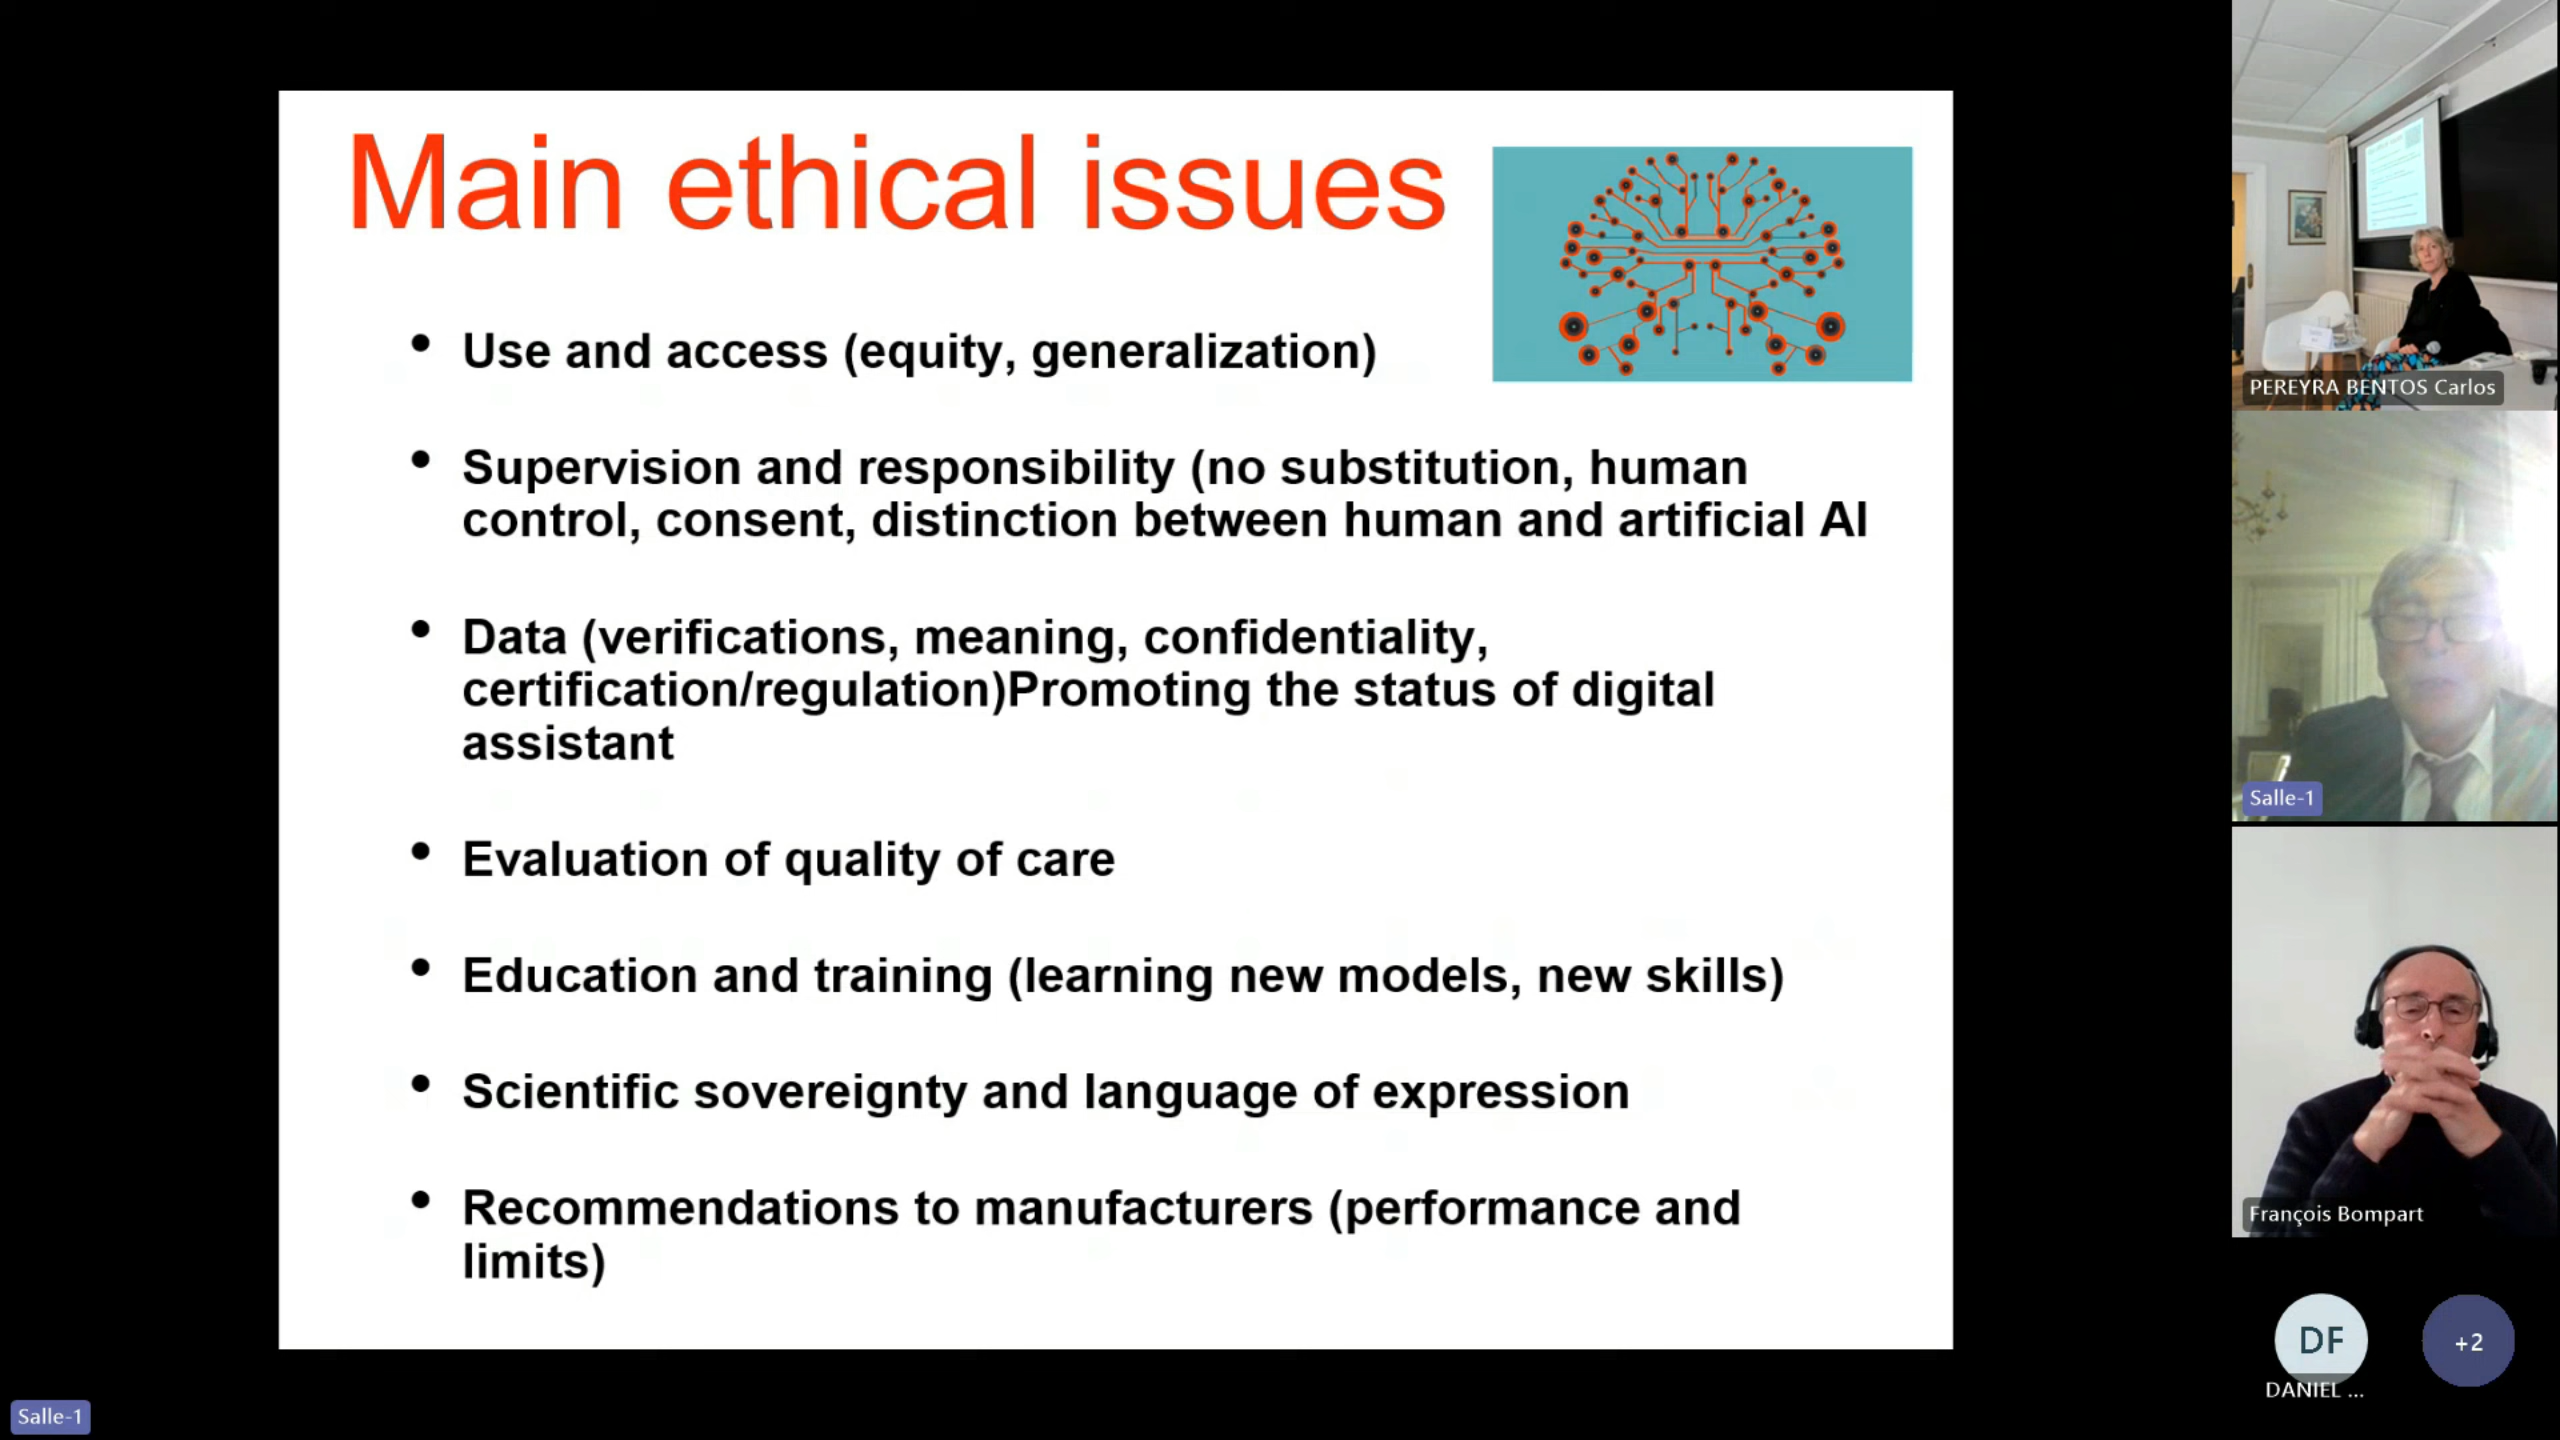 Main ethical issues
• Use and access (equity, generalization)
• Supervision and responsibility (no substitution, human
control, consent, distinction between human and artificial AI
• Data (verifications, meaning, confidentiality,
certification/regulation)Promoting the status of digital
assistant
• Evaluation of quality of care
• Education and training (learning new models, new skills)
• Scientific sovereignty and language of expression
• Recommendations to manufacturers (performance and
limits)
PEREYRA BENTOS Carlos
Salle-1
François Bompart
DF
DANIEL ...
+2
Salle-1